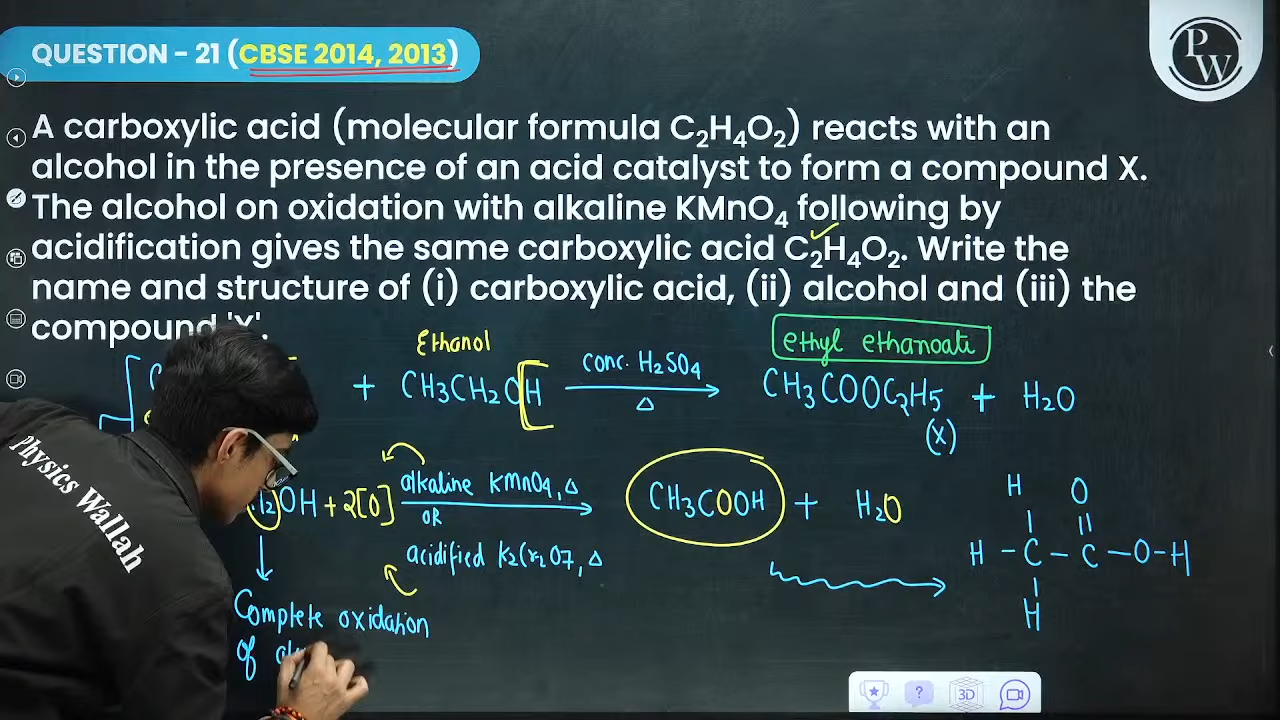 QUESTION - 21 (CBSE 2014, 2013)
PW
A carboxylic acid (molecular formula C₂H₄O₂) reacts with an
alcohol in the presence of an acid catalyst to form a compound X.
The alcohol on oxidation with alkaline KMnO₄ following by
acidification gives the same carboxylic acid C₂H₄O₂. Write the
name and structure of (i) carboxylic acid, (ii) alcohol and (iii) the
compound 'X'.
Ethanol
ethyl ethanoate
+ CH3CH2OH
conc. H2SO4
Δ
CH3COOC2H5 + H2O
(X)
OH + 2[O]
alkaline KMnO4, Δ
OR
acidified K2Cr2O7, Δ
CH3COOH + H2O
H O
H - C - C - O - H
H
Complete oxidation
of
Physics Wallah
3D
?